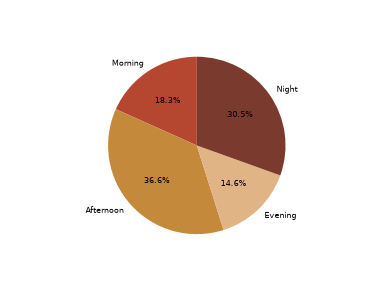 Morning
Night
18.3%
30.5%
36.6%
14.6%
Afternoon
Evening